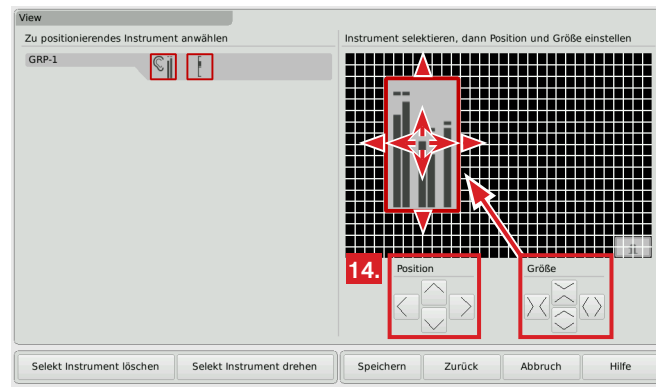 View
Zu positionierendes Instrument anwählen
Instrument selektieren, dann Position und Größe einstellen
GRP-1
14.
Position
Größe
Selekt Instrument löschen
Selekt Instrument drehen
Speichern
Zurück
Abbruch
Hilfe